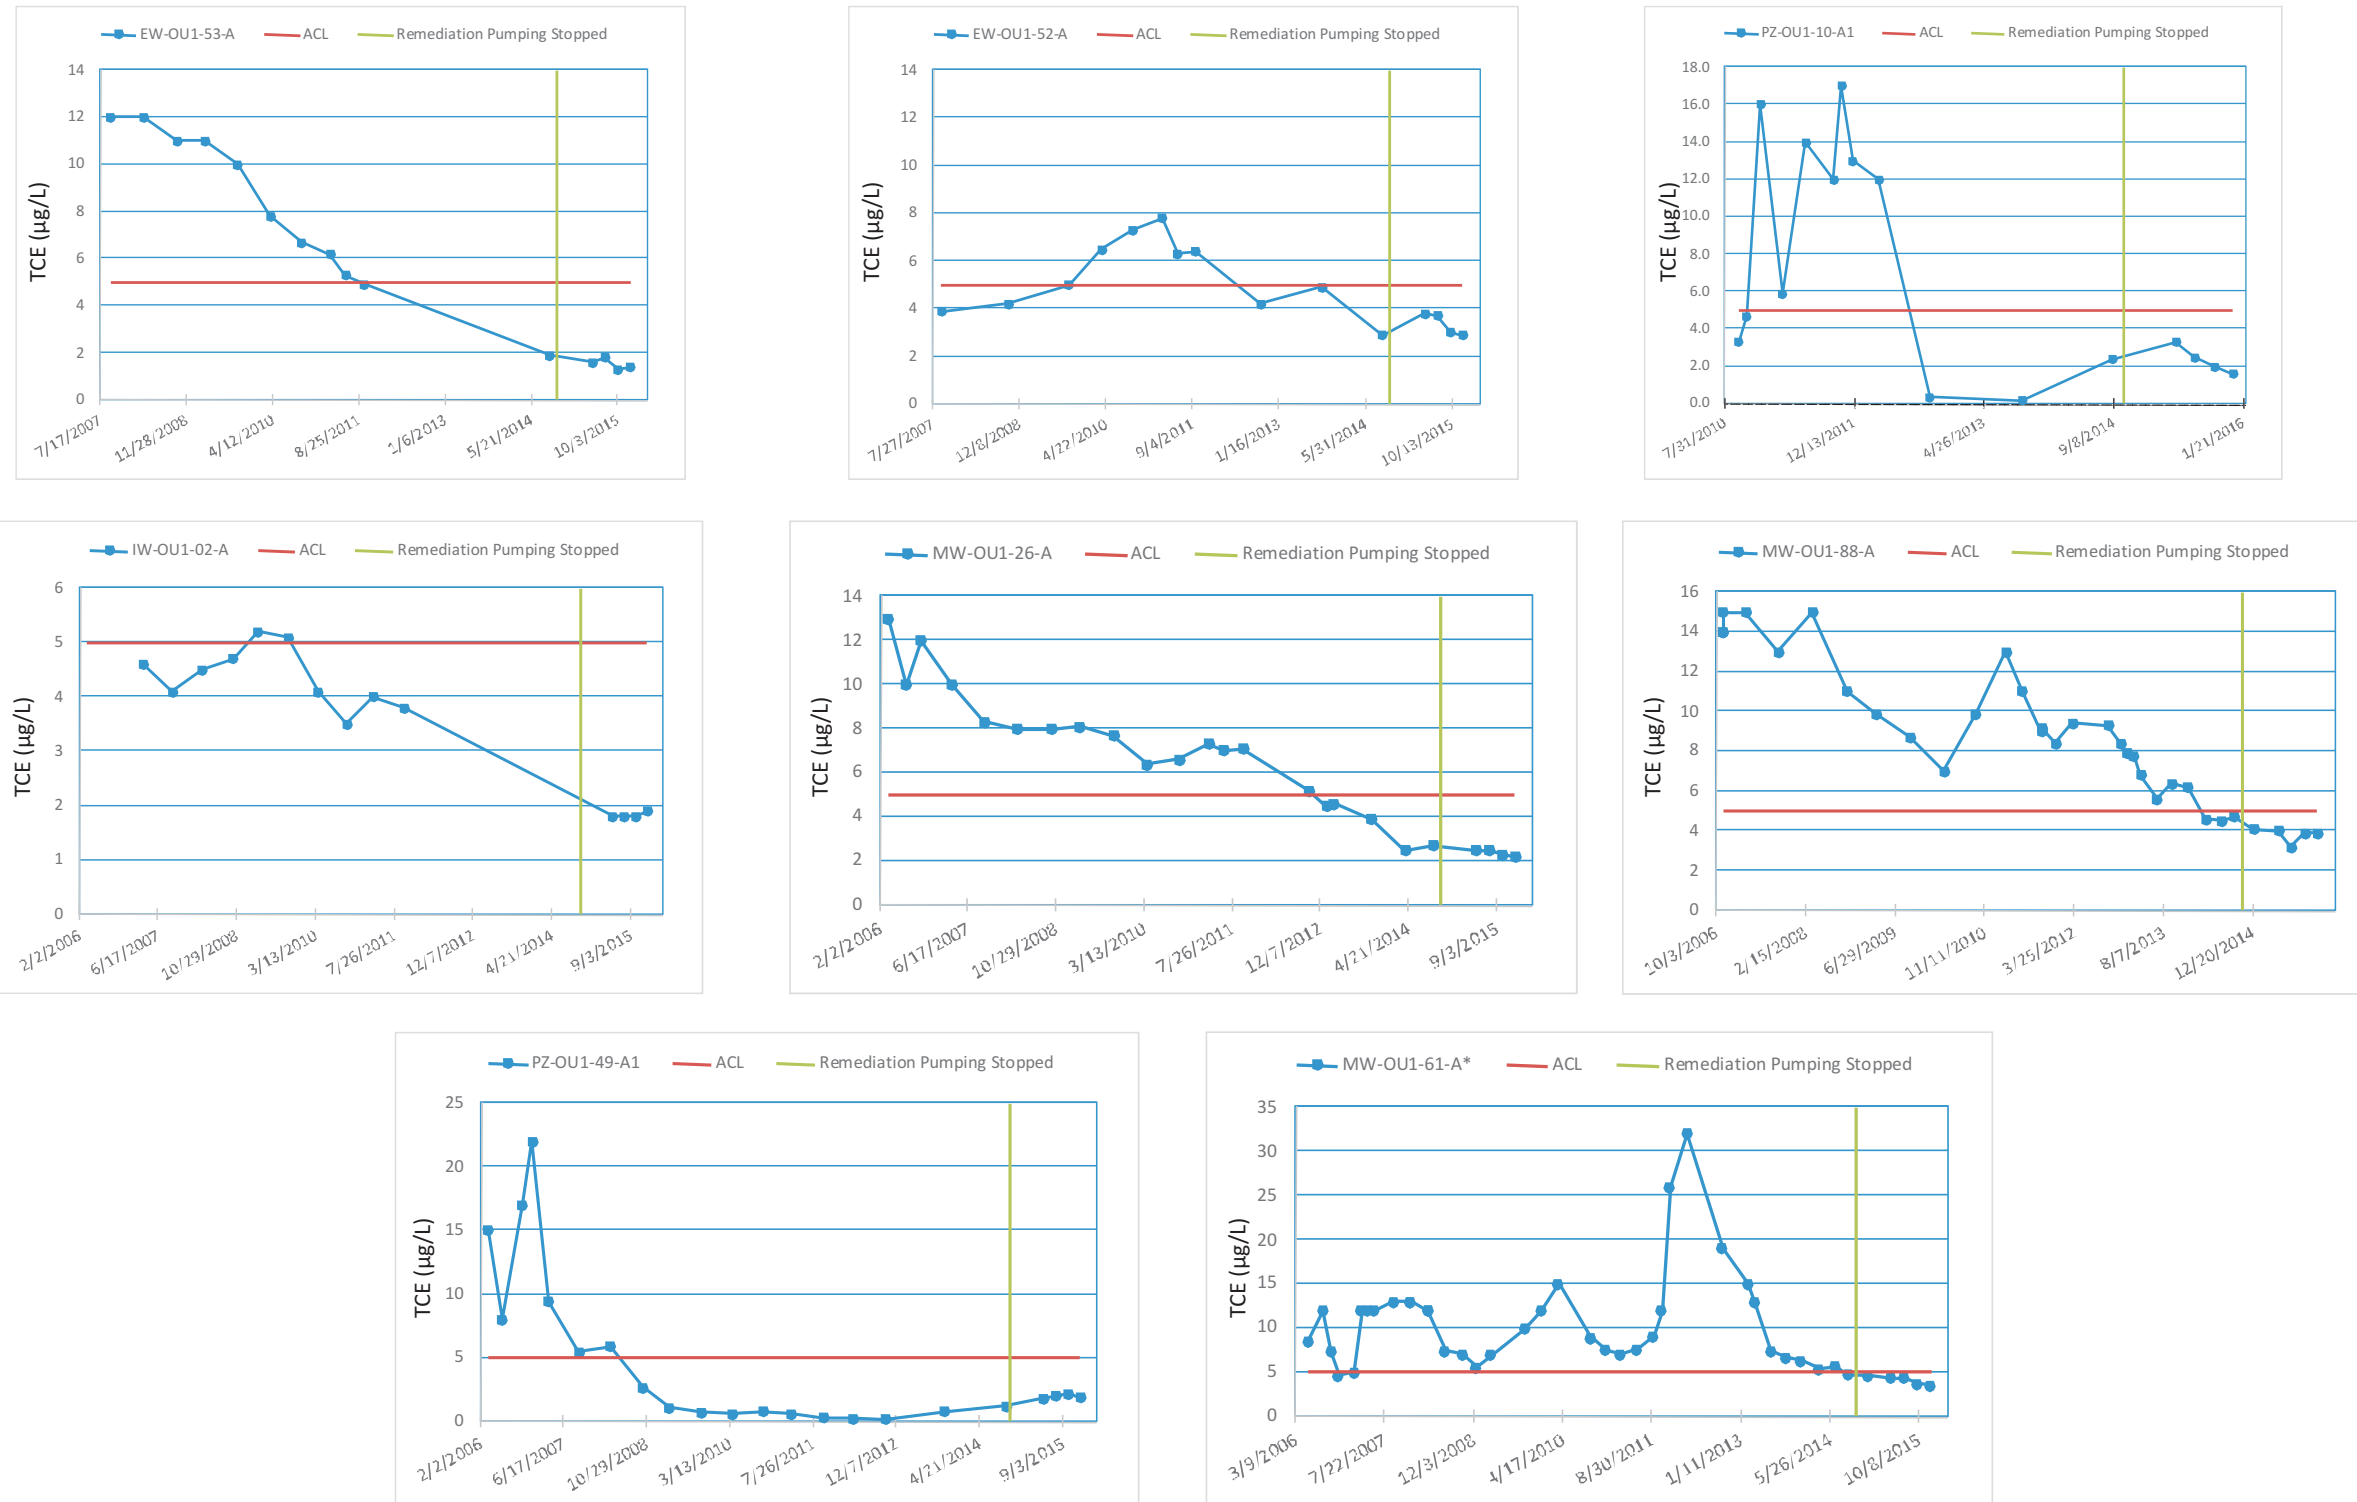 EW-OU1-53-A ACL Remediation Pumping Stopped
TCE (µg/L)
14
12
10
8
6
4
2
0
7/17/2007 11/28/2008 4/12/2010 8/25/2011 1/6/2013 5/21/2014 10/3/2015
EW-OU1-52-A ACL Remediation Pumping Stopped
TCE (µg/L)
14
12
10
8
6
4
2
0
7/27/2007 12/8/2008 4/22/2010 9/4/2011 1/16/2013 5/31/2014 10/13/2015
PZ-OU1-10-A1 ACL Remediation Pumping Stopped
TCE (µg/L)
18.0
16.0
14.0
12.0
10.0
8.0
6.0
4.0
2.0
0.0
7/31/2010 12/13/2011 4/26/2013 9/8/2014 1/21/2016
IW-OU1-02-A ACL Remediation Pumping Stopped
TCE (µg/L)
6
5
4
3
2
1
0
2/2/2006 6/17/2007 10/29/2008 3/13/2010 7/26/2011 12/7/2012 4/21/2014 9/3/2015
MW-OU1-26-A ACL Remediation Pumping Stopped
TCE (µg/L)
14
12
10
8
6
4
2
0
2/2/2006 6/17/2007 10/29/2008 3/13/2010 7/26/2011 12/7/2012 4/21/2014 9/3/2015
MW-OU1-88-A ACL Remediation Pumping Stopped
TCE (µg/L)
16
14
12
10
8
6
4
2
0
10/3/2006 2/15/2008 6/29/2009 11/11/2010 3/25/2012 8/7/2013 12/20/2014
PZ-OU1-49-A1 ACL Remediation Pumping Stopped
TCE (µg/L)
25
20
15
10
5
0
2/2/2006 6/17/2007 10/29/2008 3/13/2010 7/26/2011 12/7/2012 4/21/2014 9/3/2015
MW-OU1-61-A* ACL Remediation Pumping Stopped
TCE (µg/L)
35
30
25
20
15
10
5
0
3/9/2006 7/22/2007 12/3/2008 4/17/2010 8/30/2011 1/11/2013 5/26/2014 10/8/2015